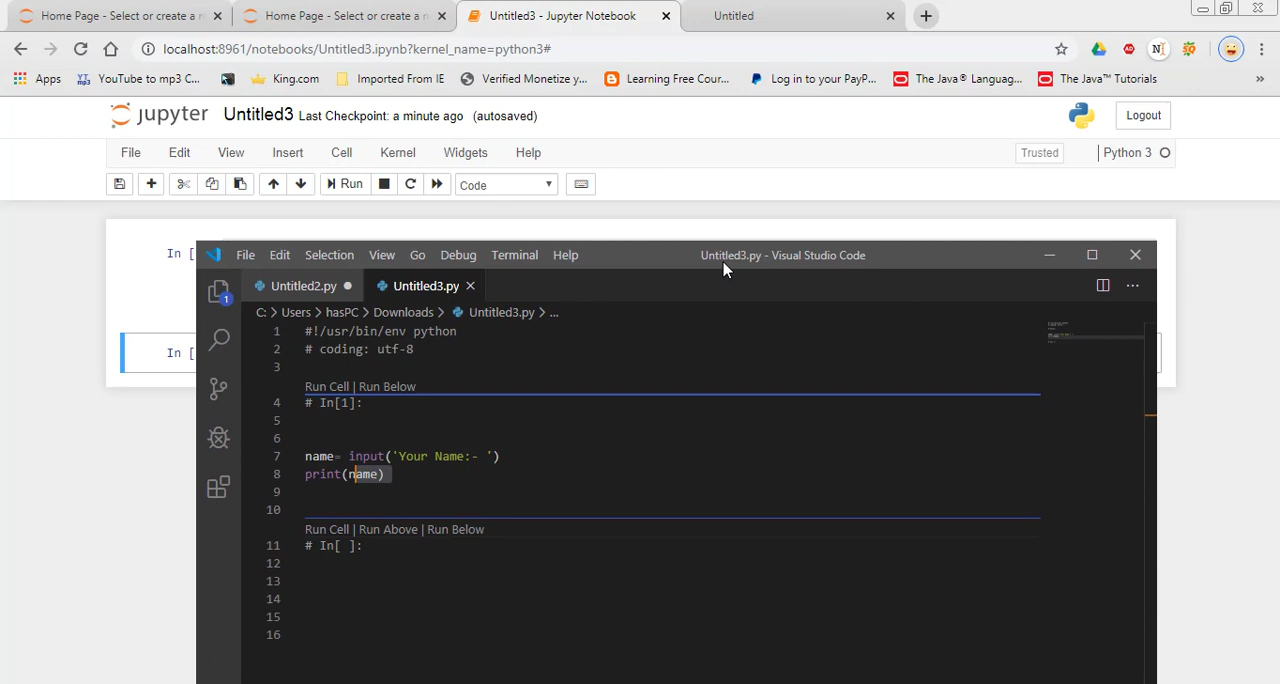 Home Page - Select or create a n
Home Page - Select or create a n
Untitled3 - Jupyter Notebook
Untitled
localhost:8961/notebooks/Untitled3.ipynb?kernel_name=python3#
Apps
YouTube to mp3 C...
King.com
Imported From IE
Verified Monetize y...
Learning Free Cour...
Log in to your PayP...
The Java® Languag...
The Java™ Tutorials
»
jupyter Untitled3 Last Checkpoint: a minute ago (autosaved)
Logout
File Edit View Insert Cell Kernel Widgets Help
Trusted
Python 3
Run
Code
In [
In [
File Edit Selection View Go Debug Terminal Help
Untitled3.py - Visual Studio Code
Untitled2.py
Untitled3.py
1
C: > Users > hasPC > Downloads > Untitled3.py > ...
1 #!/usr/bin/env python
2 # coding: utf-8
3
Run Cell | Run Below
4 # In[1]:
5
6
7 name= input('Your Name:- ')
8 print(name)
9
10
Run Cell | Run Above | Run Below
11 # In[ ]:
12
13
14
15
16